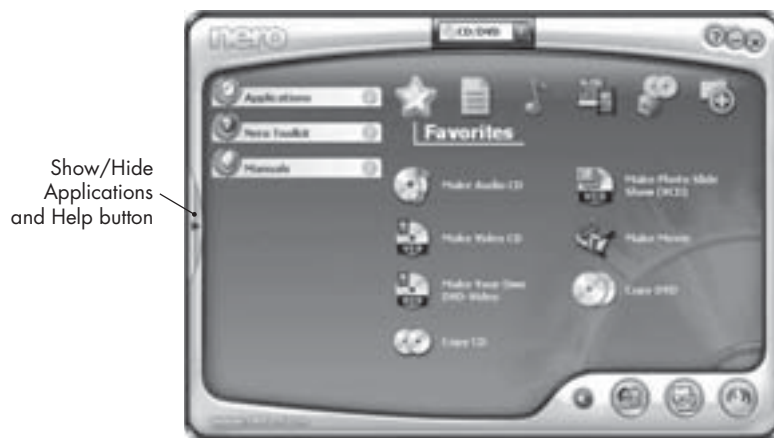 nero
CD/DVD
Applications
Nero Toolkit
Manuals
Favorites
Make Audio CD
Make Photo Slide
Show (VCD)
Make Video CD
Make Movie
Make Your Own
DVD-Video
Copy DVD
Copy CD
Show/Hide
Applications
and Help button